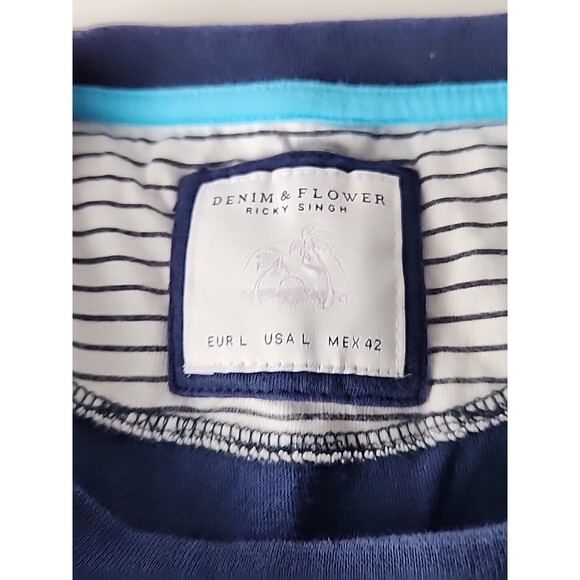 DENIM & FLOWER
RICKY SINGH
EUR L USA L MEX 42